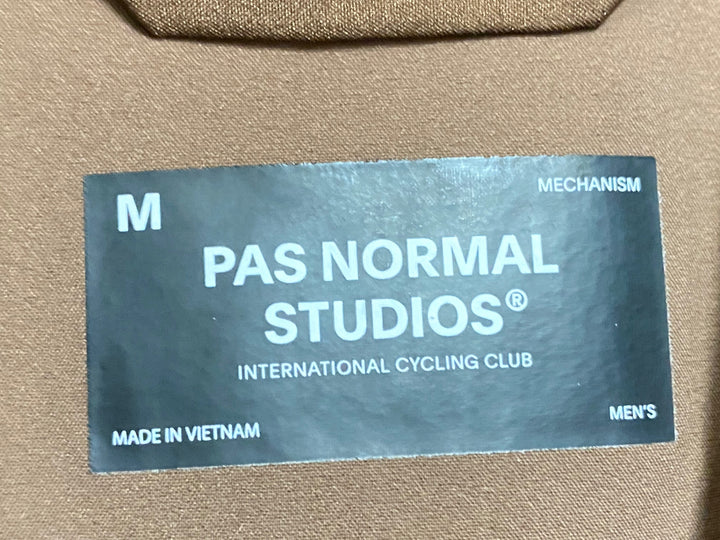 M
MECHANISM
PAS NORMAL
STUDIOS®
INTERNATIONAL CYCLING CLUB
MADE IN VIETNAM
MEN'S